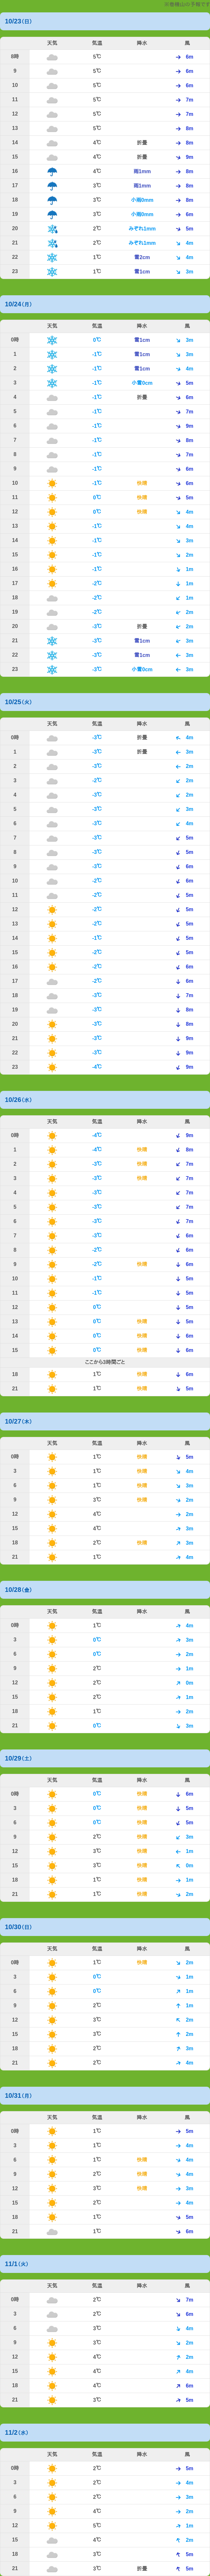 10/23(日)
天気 気温 降水 風
8時 5℃ 6m
9 5℃ 6m
10 5℃ 6m
11 5℃ 7m
12 5℃ 7m
13 5℃ 8m
14 4℃ 折曇 8m
15 4℃ 折曇 9m
16 4℃ 雨1mm 8m
17 3℃ 雨1mm 8m
18 3℃ 小雨0mm 8m
19 3℃ 小雨0mm 6m
20 2℃ みぞれ1mm 5m
21 2℃ みぞれ1mm 4m
22 1℃ 雪2cm 4m
23 1℃ 雪1cm 3m
10/24(月)
天気 気温 降水 風
0時 0℃ 雪1cm 3m
1 -1℃ 雪1cm 3m
2 -1℃ 雪1cm 4m
3 -1℃ 小雪0cm 5m
4 -1℃ 折曇 6m
5 -1℃ 7m
6 -1℃ 9m
7 -1℃ 8m
8 -1℃ 7m
9 -1℃ 6m
10 -1℃ 快晴 6m
11 0℃ 快晴 5m
12 0℃ 快晴 4m
13 -1℃ 4m
14 -1℃ 3m
15 -1℃ 2m
16 -1℃ 1m
17 -2℃ 1m
18 -2℃ 1m
19 -2℃ 2m
20 -3℃ 折曇 2m
21 -3℃ 雪1cm 3m
22 -3℃ 雪1cm 3m
23 -3℃ 小雪0cm 3m
10/25(火)
天気 気温 降水 風
0時 -3℃ 折曇 4m
1 -3℃ 折曇 3m
2 -3℃ 2m
3 -2℃ 2m
4 -3℃ 2m
5 -3℃ 3m
6 -3℃ 4m
7 -3℃ 5m
8 -3℃ 5m
9 -3℃ 6m
10 -2℃ 6m
11 -2℃ 5m
12 -2℃ 5m
13 -2℃ 5m
14 -1℃ 5m
15 -2℃ 5m
16 -2℃ 6m
17 -2℃ 6m
18 -3℃ 7m
19 -3℃ 8m
20 -3℃ 8m
21 -3℃ 9m
22 -3℃ 9m
23 -4℃ 9m
10/26(水)
天気 気温 降水 風
0時 -4℃ 9m
1 -4℃ 快晴 8m
2 -3℃ 快晴 7m
3 -3℃ 快晴 7m
4 -3℃ 7m
5 -3℃ 7m
6 -3℃ 7m
7 -3℃ 6m
8 -2℃ 6m
9 -2℃ 快晴 6m
10 -1℃ 5m
11 -1℃ 5m
12 0℃ 5m
13 0℃ 快晴 5m
14 0℃ 快晴 6m
15 0℃ 快晴 6m
ここから3時間ごと
18 1℃ 快晴 6m
21 1℃ 快晴 5m
10/27(木)
天気 気温 降水 風
0時 1℃ 快晴 5m
3 1℃ 快晴 4m
6 1℃ 快晴 3m
9 3℃ 快晴 2m
12 4℃ 2m
15 4℃ 3m
18 2℃ 快晴 3m
21 1℃ 4m
10/28(金)
天気 気温 降水 風
0時 1℃ 4m
3 0℃ 3m
6 0℃ 2m
9 2℃ 1m
12 2℃ 0m
15 2℃ 1m
18 1℃ 2m
21 0℃ 3m
10/29(土)
天気 気温 降水 風
0時 0℃ 快晴 6m
3 0℃ 快晴 5m
6 0℃ 快晴 5m
9 2℃ 快晴 3m
12 3℃ 快晴 1m
15 3℃ 快晴 0m
18 1℃ 快晴 1m
21 1℃ 快晴 2m
10/30(日)
天気 気温 降水 風
0時 1℃ 快晴 2m
3 0℃ 1m
6 0℃ 1m
9 2℃ 1m
12 3℃ 2m
15 3℃ 2m
18 2℃ 3m
21 2℃ 4m
10/31(月)
天気 気温 降水 風
0時 1℃ 5m
3 1℃ 4m
6 1℃ 快晴 4m
9 2℃ 快晴 4m
12 3℃ 快晴 3m
15 2℃ 4m
18 1℃ 5m
21 1℃ 6m
11/1(火)
天気 気温 降水 風
0時 2℃ 7m
3 2℃ 6m
6 3℃ 4m
9 3℃ 2m
12 4℃ 2m
15 4℃ 4m
18 4℃ 6m
21 3℃ 5m
11/2(水)
天気 気温 降水 風
0時 2℃ 5m
3 2℃ 4m
6 2℃ 3m
9 4℃ 2m
12 5℃ 1m
15 4℃ 2m
18 3℃ 5m
21 3℃ 折曇 5m